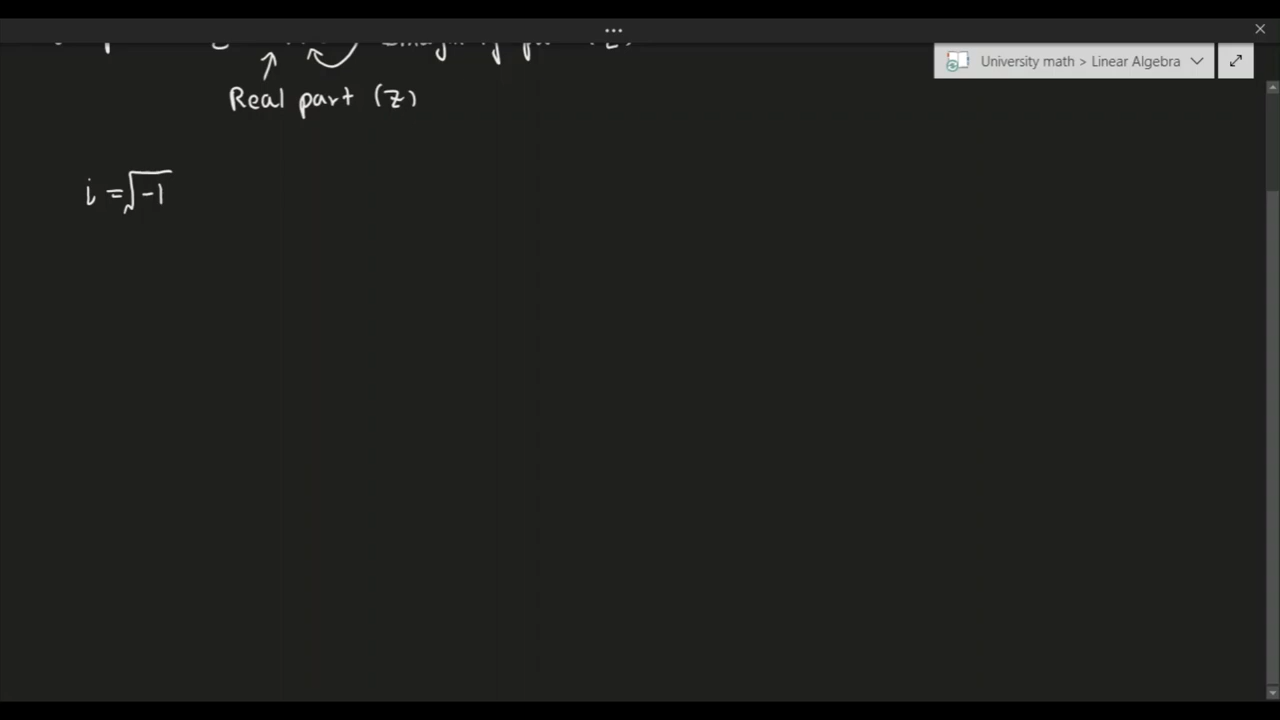 University math > Linear Algebra
Real part (z)
i = √-1